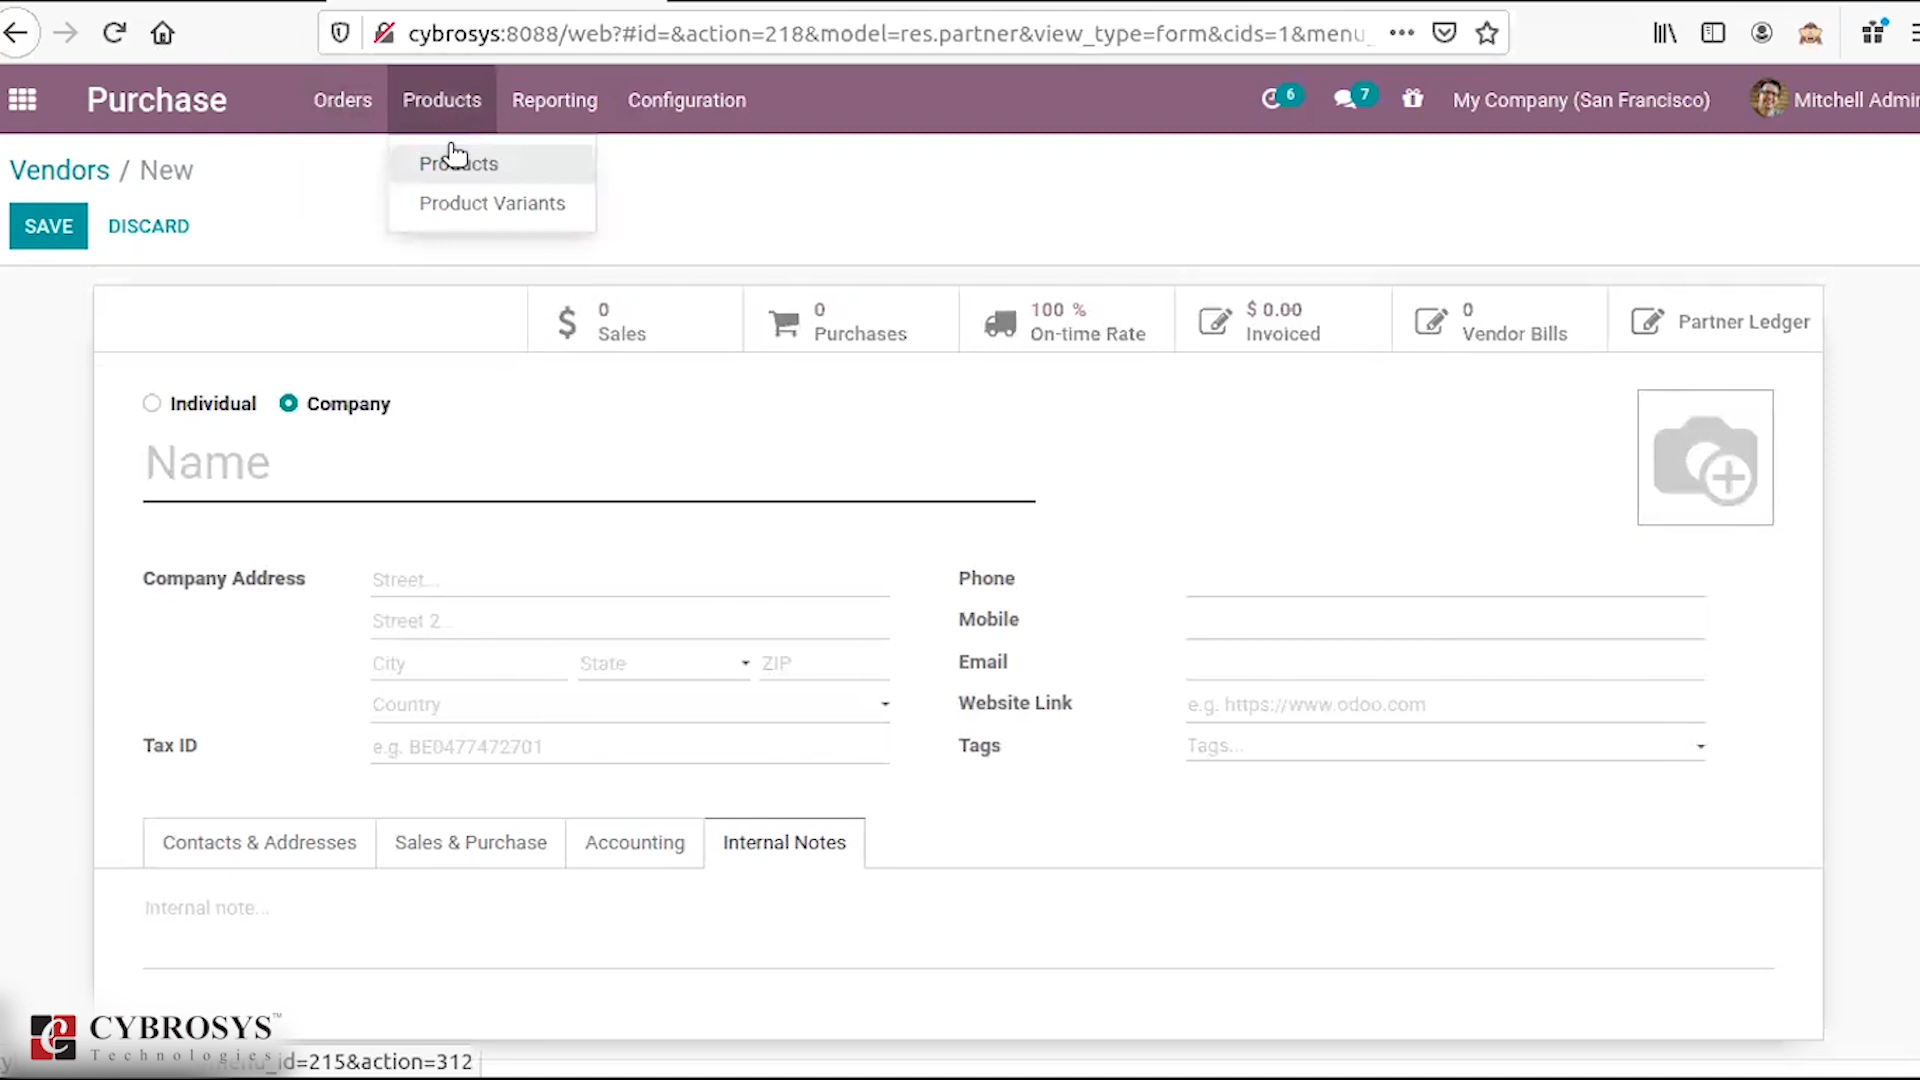 cybrosys:8088/web?#id=&action=218&model=res.partner&view_type=form&cids=1&menu_
Purchase
Orders
Products
Reporting
Configuration
6
7
My Company (San Francisco)
Mitchell Admin
Products
Product Variants
Vendors / New
SAVE
DISCARD
0
Sales
0
Purchases
100 %
On-time Rate
$ 0.00
Invoiced
0
Vendor Bills
Partner Ledger
Individual
Company
Name
Company Address
Street...
Street 2...
City
State
ZIP
Country
Tax ID
e.g. BE0477472701
Phone
Mobile
Email
Website Link
e.g. https://www.odoo.com
Tags
Tags...
Contacts & Addresses
Sales & Purchase
Accounting
Internal Notes
Internal note...
CYBROSYS™
Technologies
menu_id=215&action=312